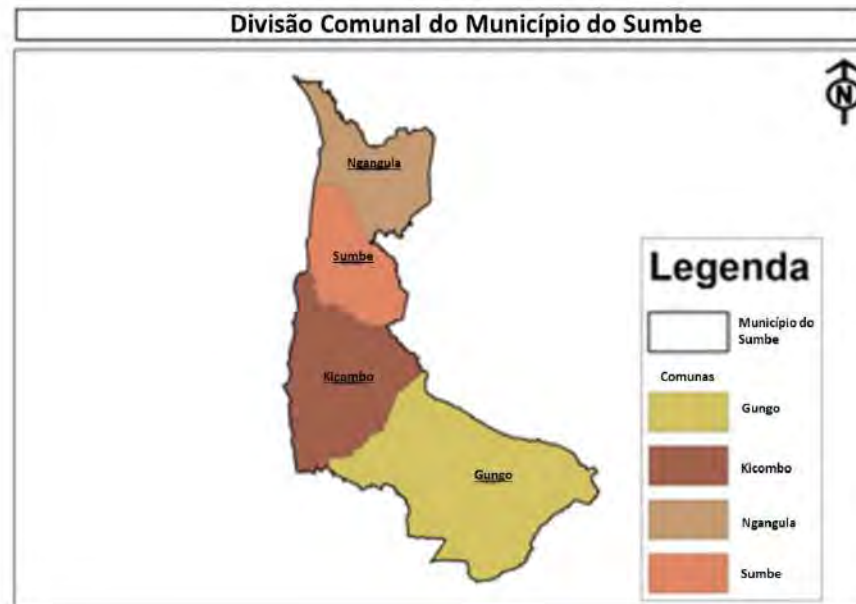 Divisão Comunal do Município do Sumbe
N
Ngangula
Sumbe
Kicombo
Gungo
Legenda
Município do
Sumbe
Comunas
Gungo
Kicombo
Ngangula
Sumbe